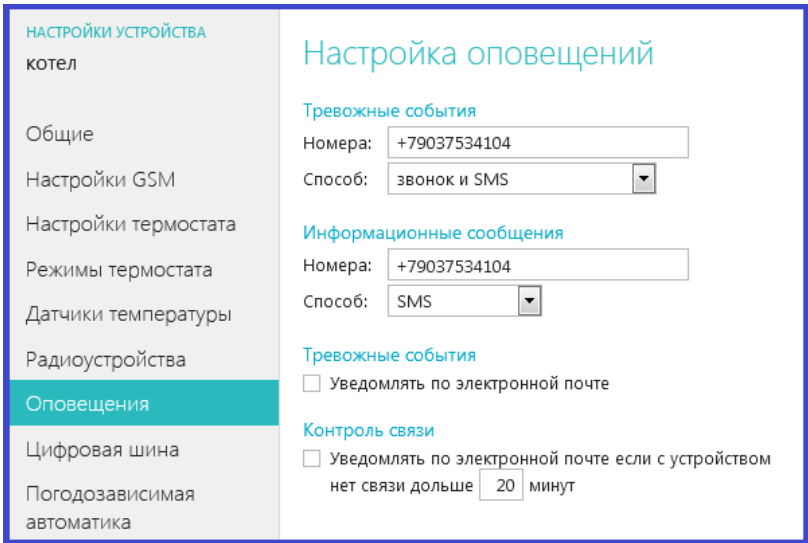 НАСТРОЙКИ УСТРОЙСТВА
котел
Общие
Настройки GSM
Настройки термостата
Режимы термостата
Датчики температуры
Радиоустройства
Оповещения
Цифровая шина
Погодозависимая
автоматика
Настройка оповещений
Тревожные события
Номера: +79037534104
Способ: звонок и SMS
Информационные сообщения
Номера: +79037534104
Способ: SMS
Тревожные события
Уведомлять по электронной почте
Контроль связи
Уведомлять по электронной почте если с устройством
нет связи дольше 20 минут